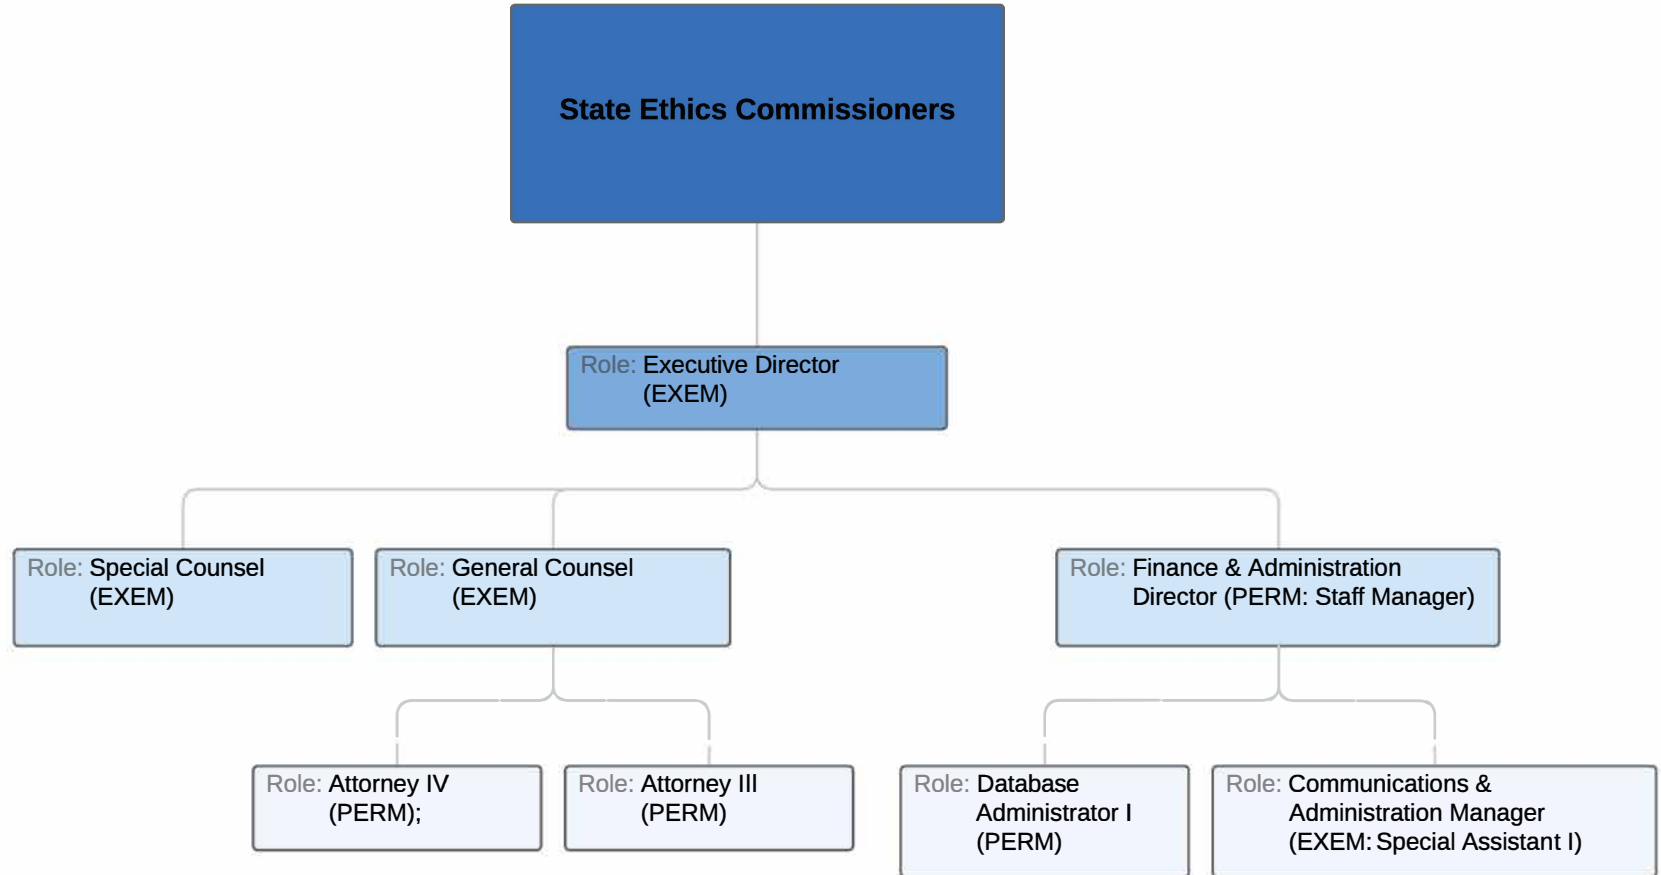 State Ethics Commissioners
Role: Executive Director
(EXEM)
Role: Special Counsel
(EXEM)
Role: General Counsel
(EXEM)
Role: Finance & Administration
Director (PERM: Staff Manager)
Role: Attorney IV
(PERM);
Role: Attorney III
(PERM)
Role: Database
Administrator I
(PERM)
Role: Communications &
Administration Manager
(EXEM: Special Assistant I)